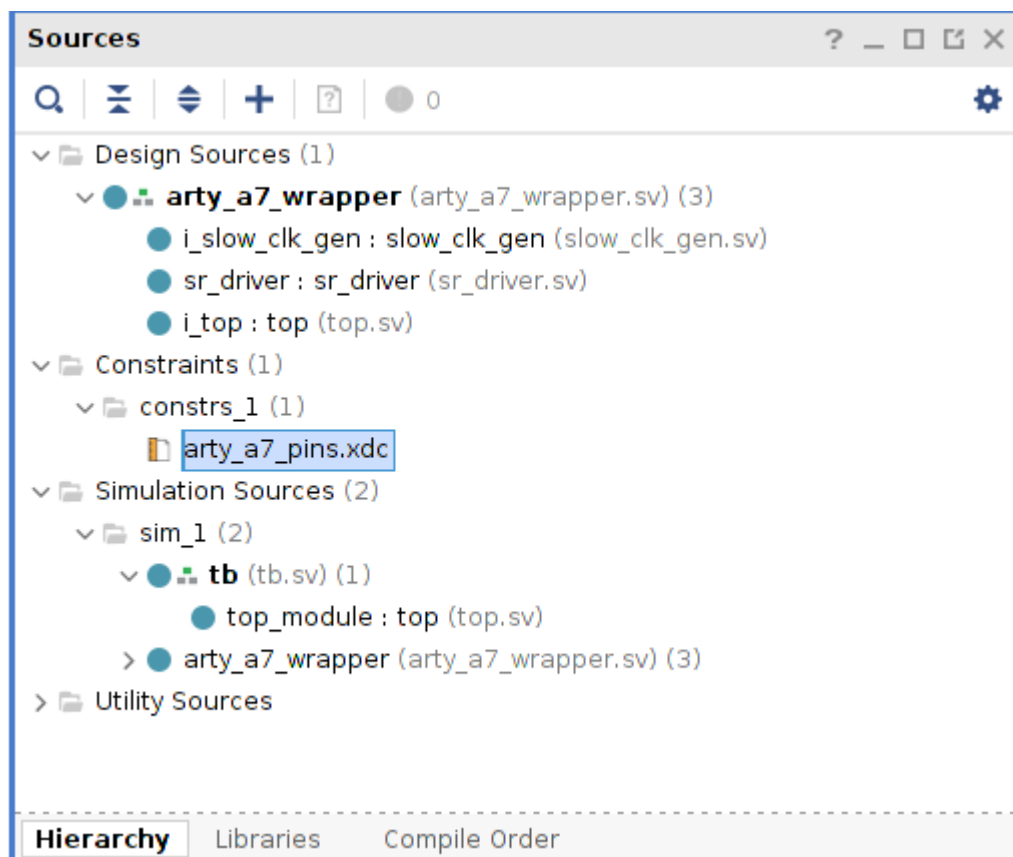 Sources ?
0
Design Sources (1)
arty_a7_wrapper (arty_a7_wrapper.sv) (3)
i_slow_clk_gen : slow_clk_gen (slow_clk_gen.sv)
sr_driver : sr_driver (sr_driver.sv)
i_top : top (top.sv)
Constraints (1)
constrs_1 (1)
arty_a7_pins.xdc
Simulation Sources (2)
sim_1 (2)
tb (tb.sv) (1)
top_module : top (top.sv)
arty_a7_wrapper (arty_a7_wrapper.sv) (3)
Utility Sources
Hierarchy Libraries Compile Order